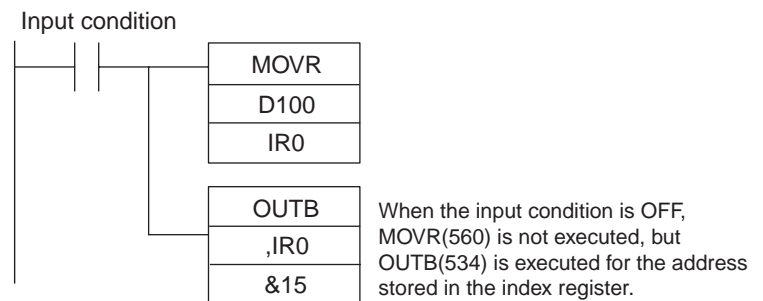 Input condition
MOVR
D100
IR0
OUTB
,IR0
&15
When the input condition is OFF,
MOVR(560) is not executed, but
OUTB(534) is executed for the address
stored in the index register.